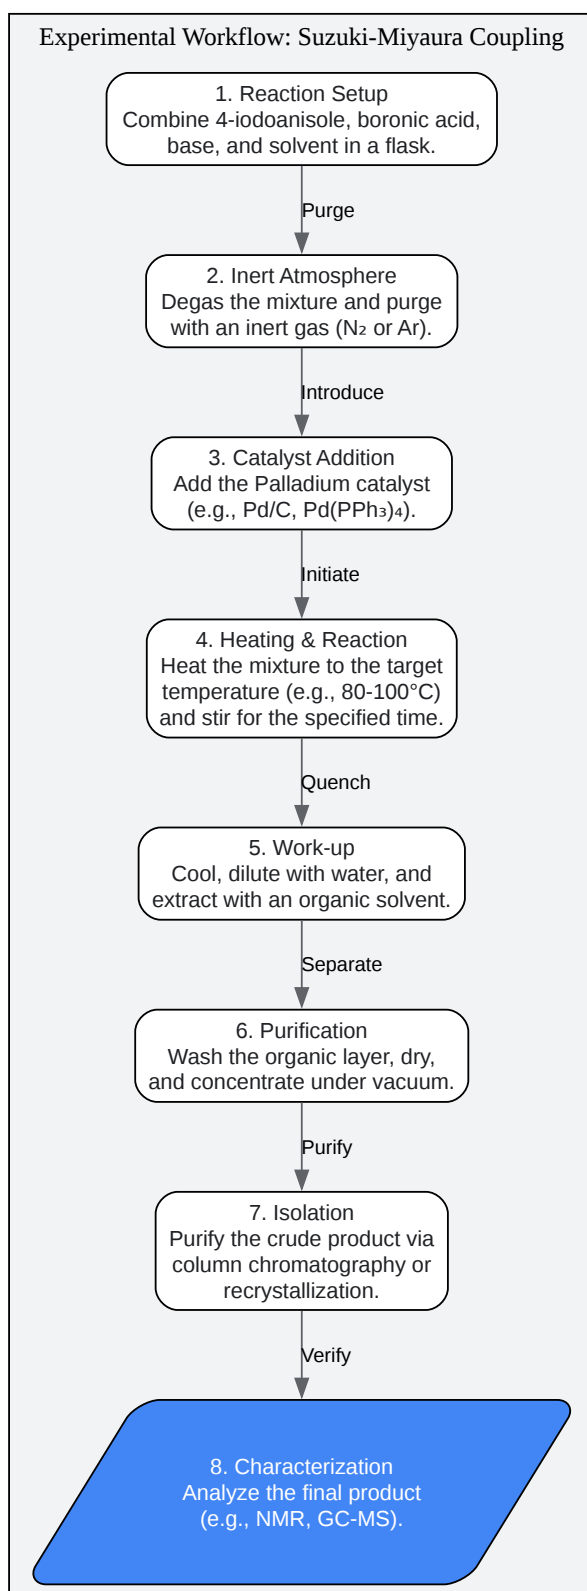 Experimental Workflow: Suzuki-Miyaura Coupling
1. Reaction Setup
Combine 4-iodoanisole, boronic acid,
base, and solvent in a flask.
Purge
2. Inert Atmosphere
Degas the mixture and purge
with an inert gas (N₂ or Ar).
Introduce
3. Catalyst Addition
Add the Palladium catalyst
(e.g., Pd/C, Pd(PPh₃)₄).
Initiate
4. Heating & Reaction
Heat the mixture to the target
temperature (e.g., 80-100°C)
and stir for the specified time.
Quench
5. Work-up
Cool, dilute with water, and
extract with an organic solvent.
Separate
6. Purification
Wash the organic layer, dry,
and concentrate under vacuum.
Purify
7. Isolation
Purify the crude product via
column chromatography or
recrystallization.
Verify
8. Characterization
Analyze the final product
(e.g., NMR, GC-MS).